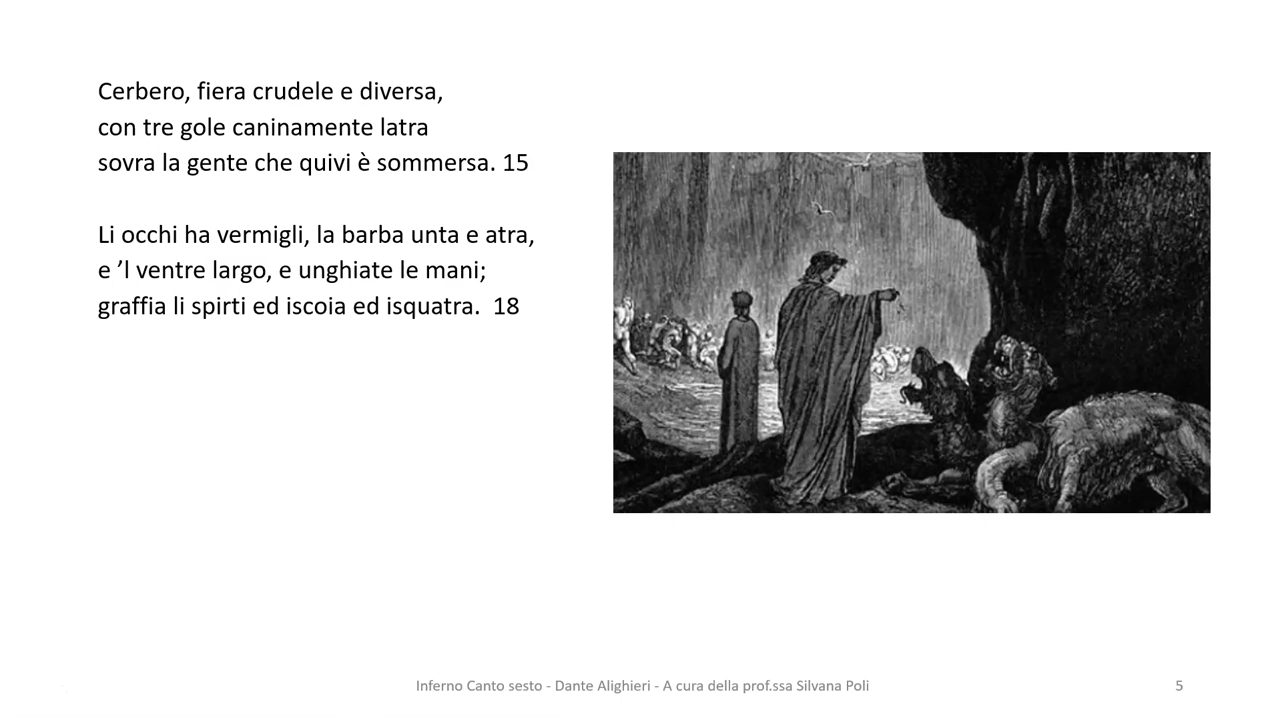 Cerbero, fiera crudele e diversa,
con tre gole caninamente latra
sovra la gente che quivi è sommersa. 15
Li occhi ha vermigli, la barba unta e atra,
e ’l ventre largo, e unghiate le mani;
graffia li spirti ed iscoia ed isquatra.  18
Inferno Canto sesto - Dante Alighieri - A cura della prof.ssa Silvana Poli
5